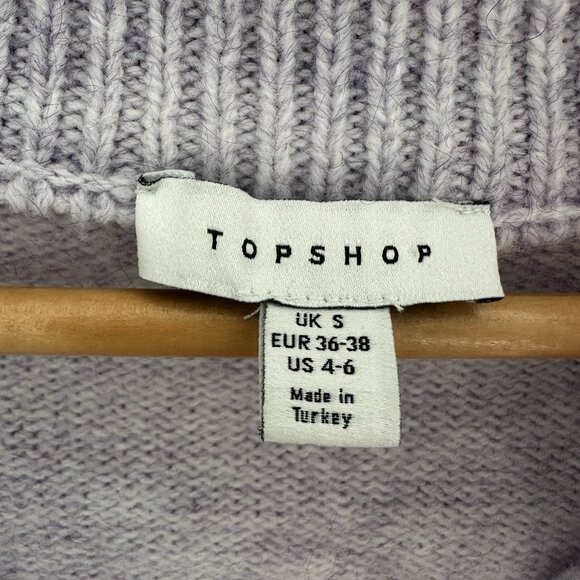 TOPSHOP
UK S
EUR 36-38
US 4-6
Made in
Turkey